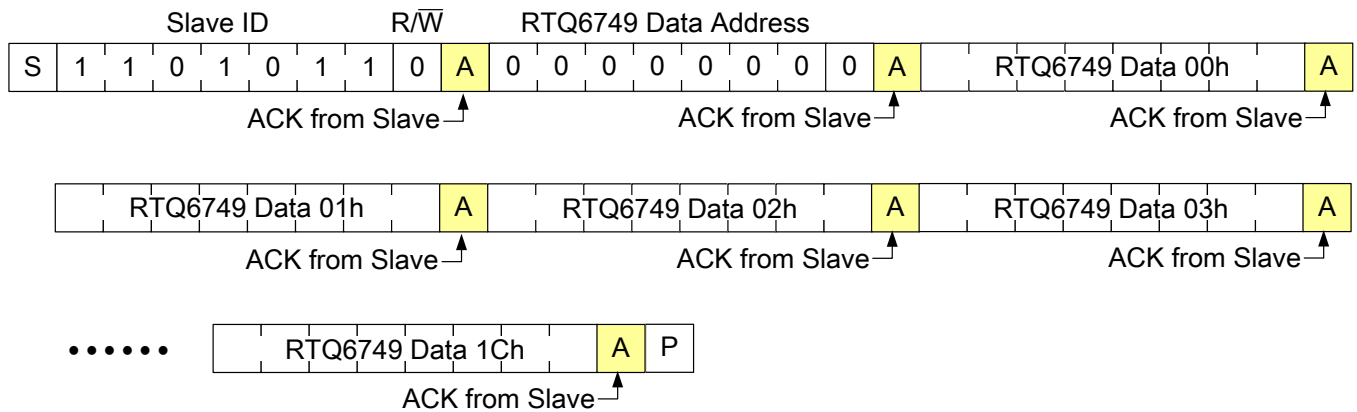 Slave ID R/W̅ RTQ6749 Data Address
S 1 1 0 1 0 1 1 0 A 0 0 0 0 0 0 0 0 A RTQ6749 Data 00h A
ACK from Slave ACK from Slave ACK from Slave
RTQ6749 Data 01h A RTQ6749 Data 02h A RTQ6749 Data 03h A
ACK from Slave ACK from Slave ACK from Slave
•••••• RTQ6749 Data 1Ch A P
ACK from Slave